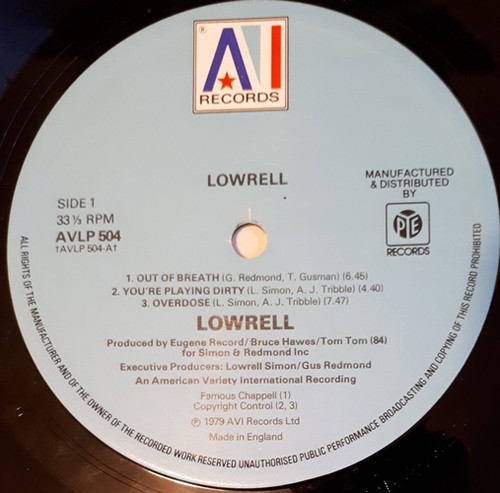 ®
AVI
RECORDS
LOWRELL
SIDE 1
33⅓ RPM
AVLP 504
†AVLP 504-A†
MANUFACTURED
& DISTRIBUTED
BY
PYE
RECORDS
1. OUT OF BREATH (G. Redmond, T. Gusman) (6.45)
2. YOU'RE PLAYING DIRTY (L. Simon, A. J. Tribble) (4.40)
3. OVERDOSE (L. Simon, A. J. Tribble) (7.47)
LOWRELL
Produced by Eugene Record/Bruce Hawes/Tom Tom (84)
for Simon & Redmond Inc
Executive Producers: Lowrell Simon/Gus Redmond
An American Variety International Recording
Famous Chappell (1)
Copyright Control (2, 3)
℗ 1979 AVI Records Ltd
Made in England
ALL RIGHTS OF THE MANUFACTURER AND OF THE OWNER OF THE RECORDED WORK RESERVED UNAUTHORISED PUBLIC PERFORMANCE BROADCASTING AND COPYING OF THIS RECORD PROHIBITED